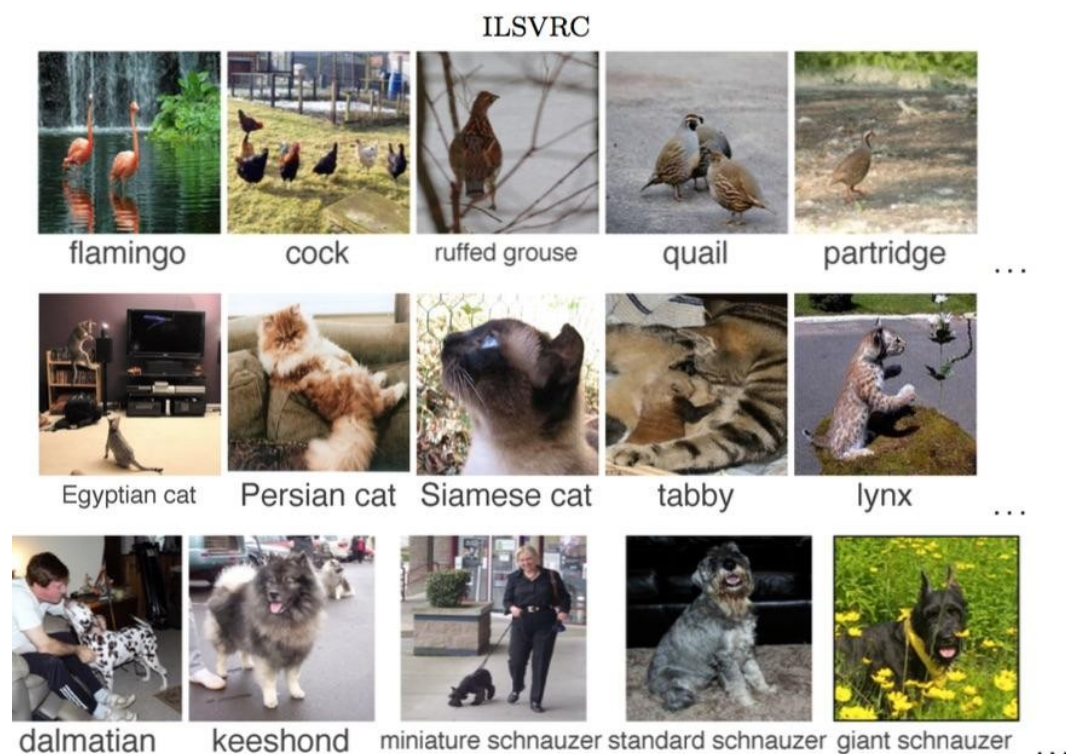 ILSVRC
flamingo cock ruffed grouse quail partridge ...
Egyptian cat Persian cat Siamese cat tabby lynx ...
dalmatian keeshond miniature schnauzer standard schnauzer giant schnauzer ...